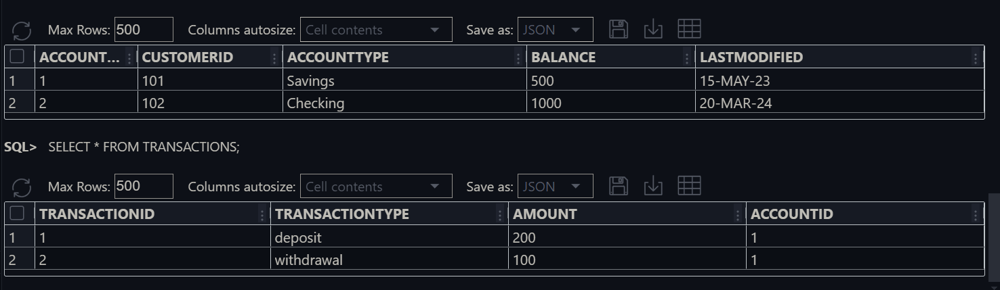 Max Rows: 500 Columns autosize: Cell contents Save as: JSON
ACCOUNT... CUSTOMERID ACCOUNTTYPE BALANCE LASTMODIFIED
1 1 101 Savings 500 15-MAY-23
2 2 102 Checking 1000 20-MAR-24
SQL> SELECT * FROM TRANSACTIONS;
Max Rows: 500 Columns autosize: Cell contents Save as: JSON
TRANSACTIONID TRANSACTIONTYPE AMOUNT ACCOUNTID
1 1 deposit 200 1
2 2 withdrawal 100 1